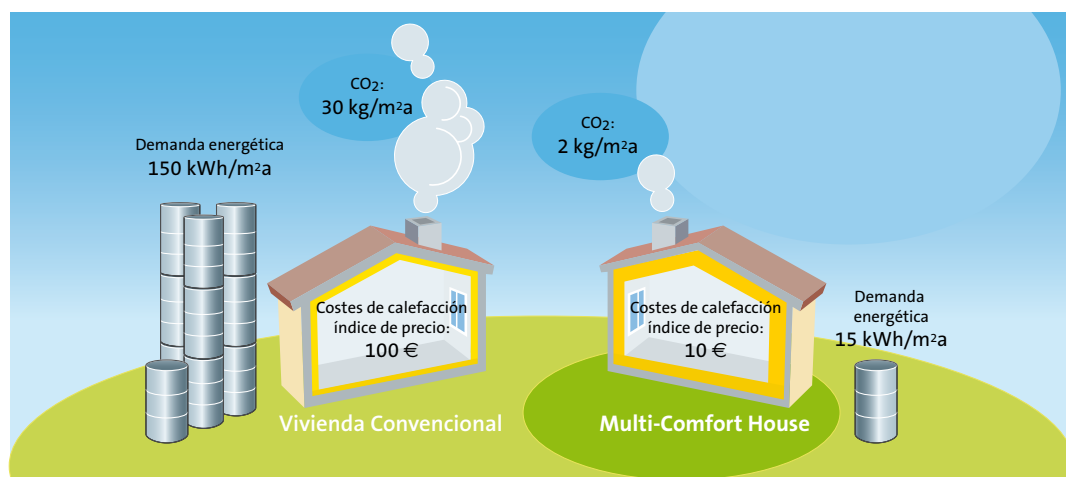 CO₂:
30 kg/m²a
CO₂:
2 kg/m²a
Demanda energética
150 kWh/m²a
Costes de calefacción
índice de precio:
100 €
Costes de calefacción
índice de precio:
10 €
Demanda
energética
15 kWh/m²a
Vivienda Convencional
Multi-Comfort House